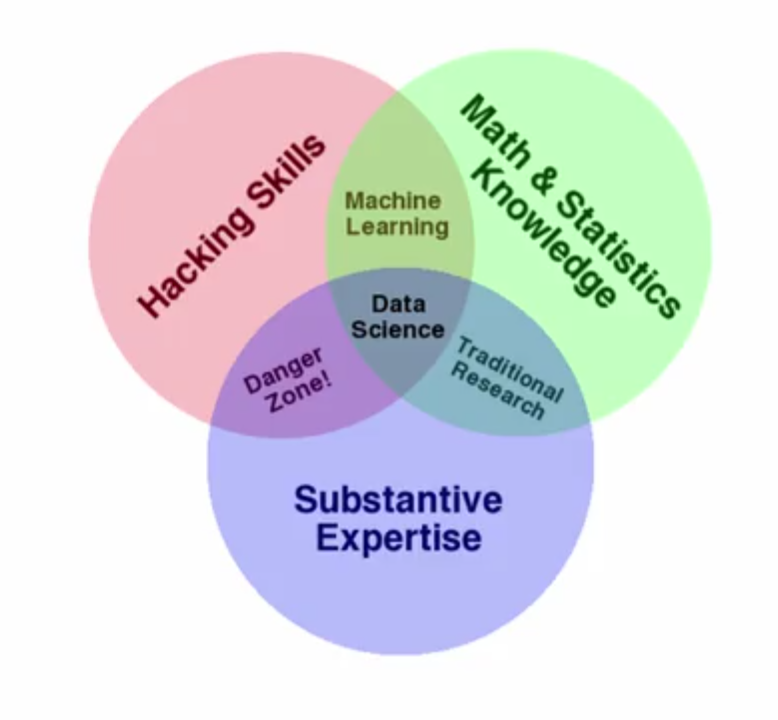 Hacking Skills
Math & Statistics
Knowledge
Machine
Learning
Data
Science
Danger
Zone!
Traditional
Research
Substantive
Expertise